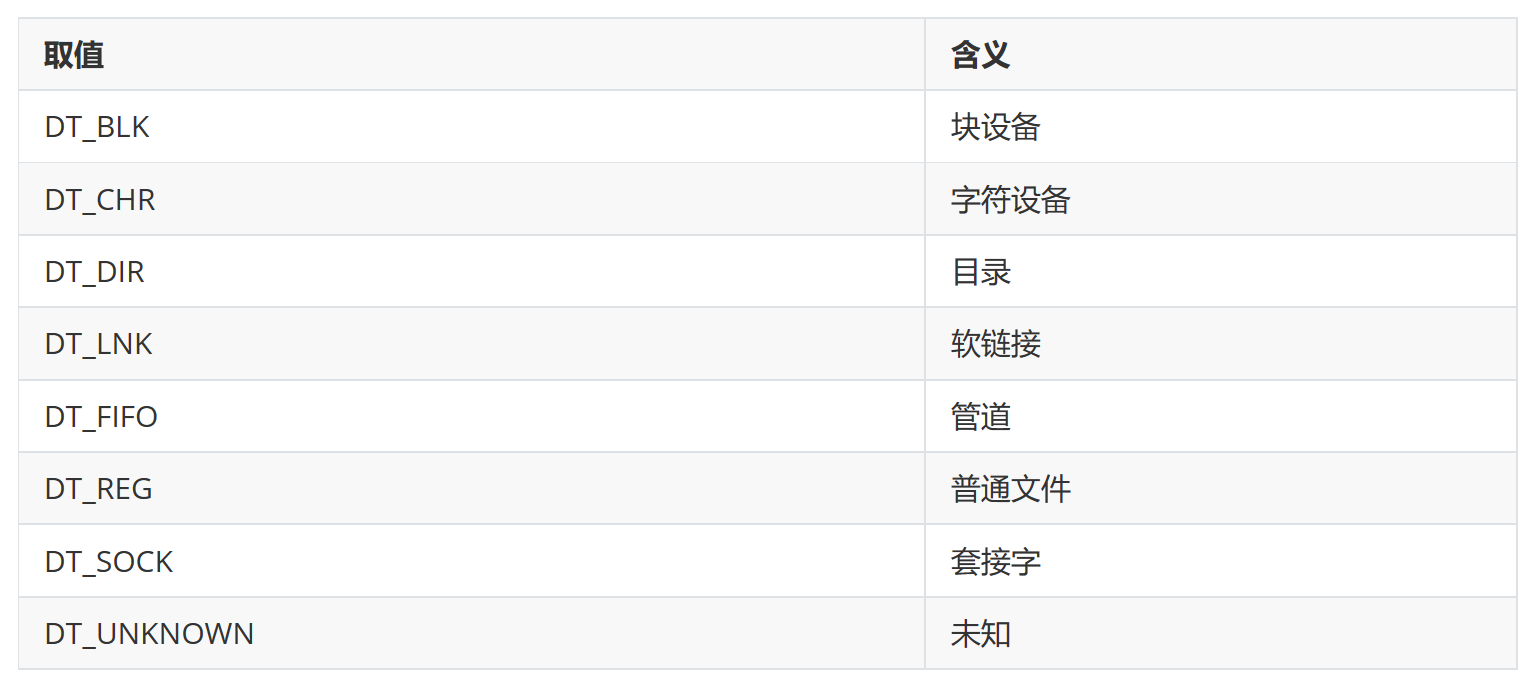 取值 含义
DT_BLK 块设备
DT_CHR 字符设备
DT_DIR 目录
DT_LNK 软链接
DT_FIFO 管道
DT_REG 普通文件
DT_SOCK 套接字
DT_UNKNOWN 未知